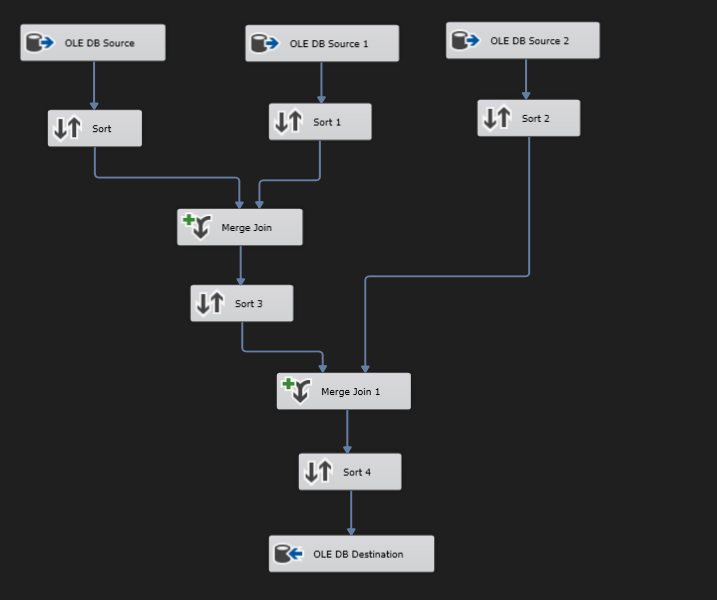 OLE DB Source
OLE DB Source 1
OLE DB Source 2
Sort
Sort 1
Sort 2
Merge Join
Sort 3
Merge Join 1
Sort 4
OLE DB Destination